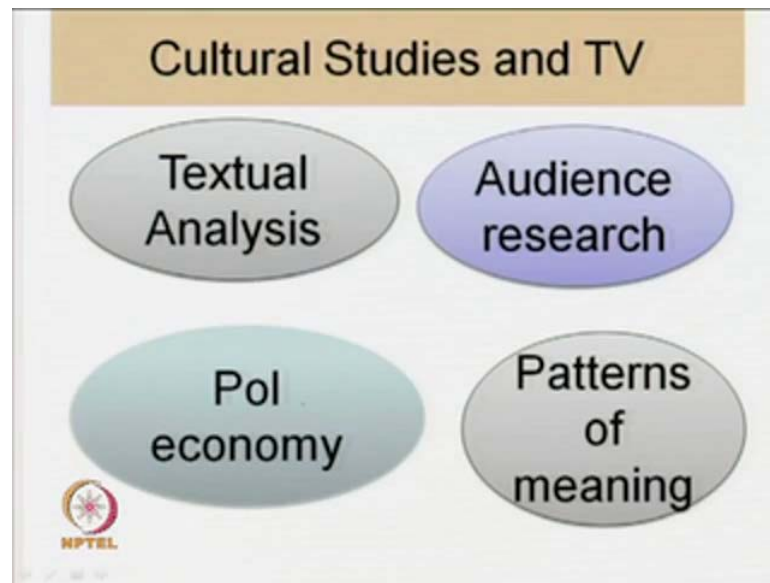 Cultural Studies and TV
Textual
Analysis
Audience
research
Pol
economy
Patterns
of
meaning
NPTEL